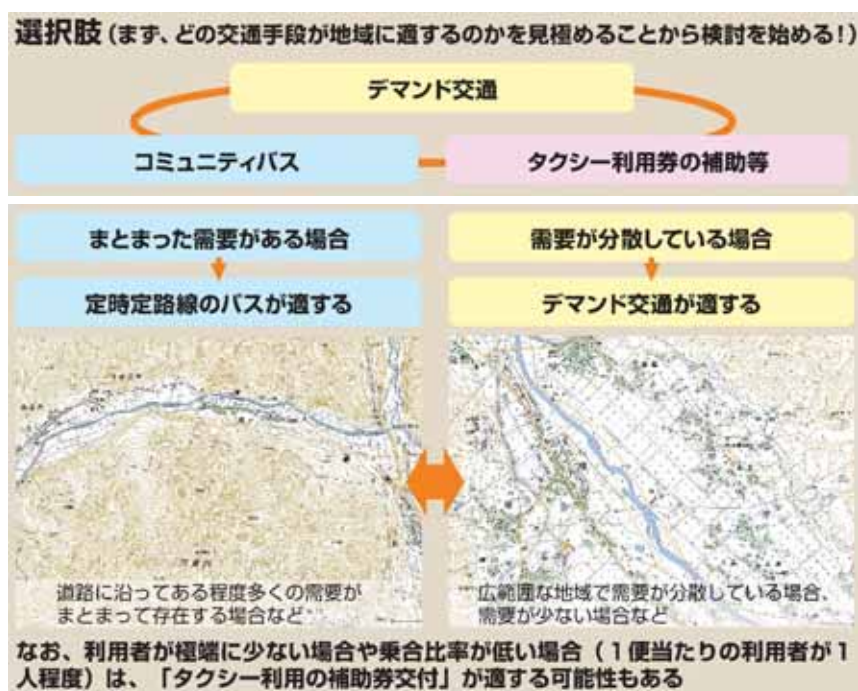 選択肢(まず、どの交通手段が地域に適するのかを見極めることから検討を始める!)
デマンド交通
コミュニティバス
タクシー利用券の補助等
まとまった需要がある場合
定時定路線のバスが適する
需要が分散している場合
デマンド交通が適する
道路に沿ってある程度多くの需要が
まとまって存在する場合など
広範囲な地域で需要が分散している場合、
需要が少ない場合など
なお、利用者が極端に少ない場合や乗合比率が低い場合(1便当たりの利用者が1
人程度)は、「タクシー利用の補助券交付」が適する可能性もある